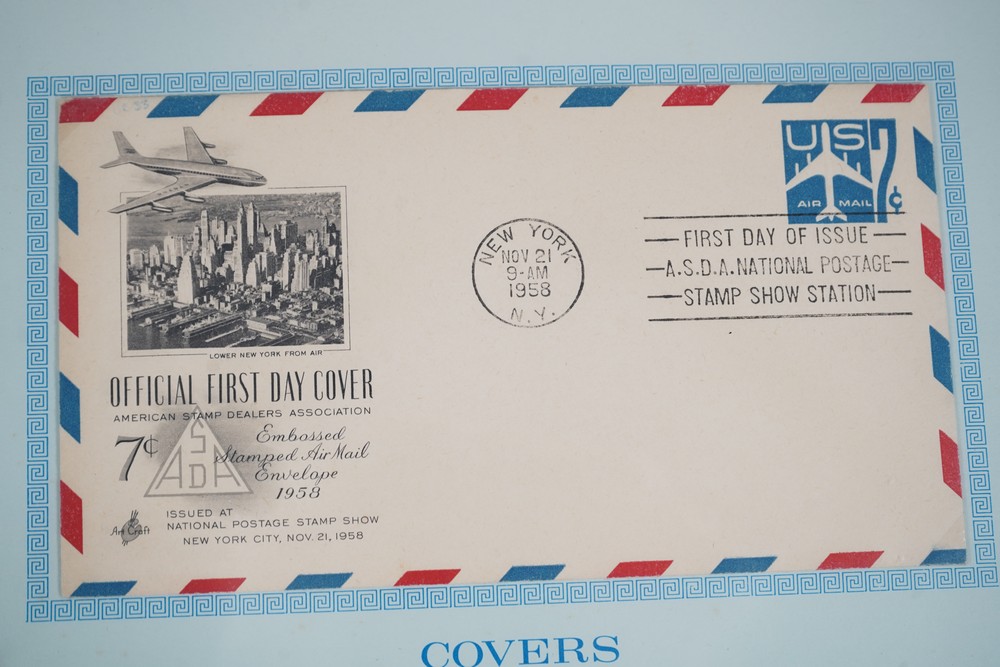 C33
US 7¢
AIR MAIL
NEW YORK
NOV 21
9-AM
1958
N.Y.
FIRST DAY OF ISSUE
A.S.D.A. NATIONAL POSTAGE
STAMP SHOW STATION
LOWER NEW YORK FROM AIR
OFFICIAL FIRST DAY COVER
AMERICAN STAMP DEALERS ASSOCIATION
7¢
ASDA
Embossed
Stamped Air Mail
Envelope
1958
Art Craft
ISSUED AT
NATIONAL POSTAGE STAMP SHOW
NEW YORK CITY, NOV. 21, 1958
COVERS